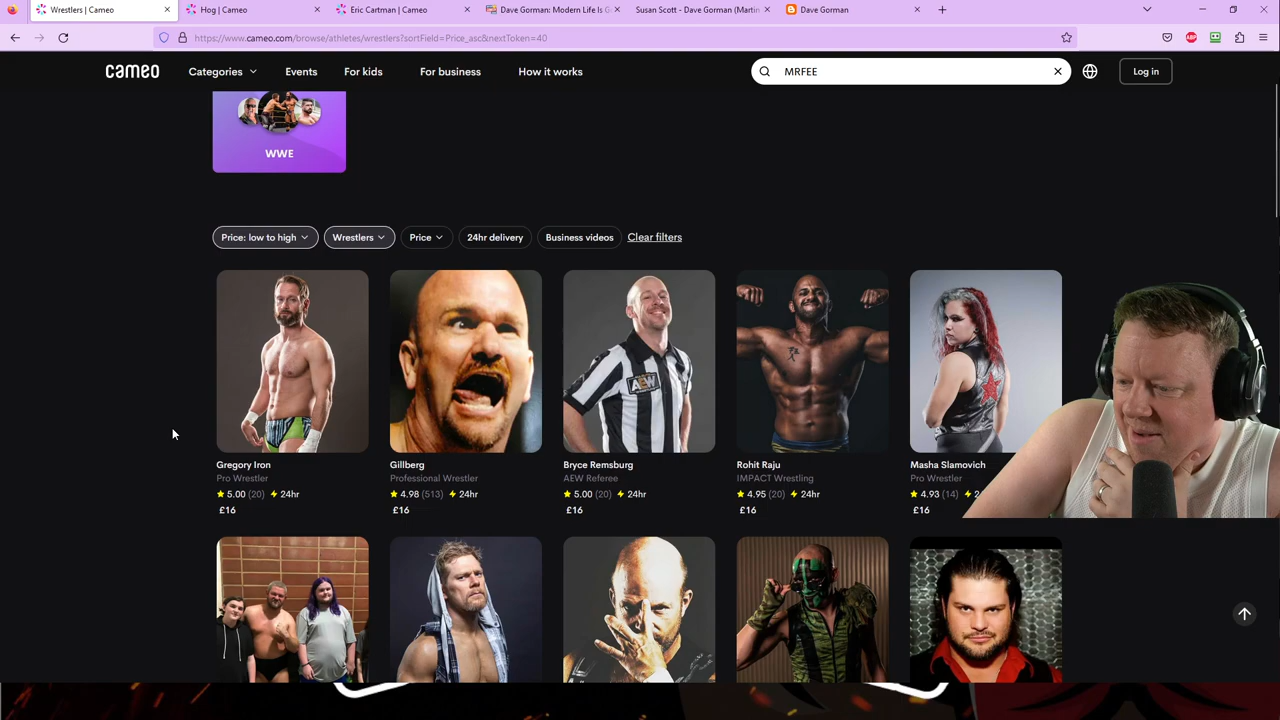 Wrestlers | Cameo
Hog | Cameo
Eric Cartman | Cameo
Dave Gorman: Modern Life Is G
Susan Scott - Dave Gorman (Martin
Dave Gorman
https://www.cameo.com/browse/athletes/wrestlers?sortField=Price_asc&nextToken=40
ABP
cameo
Categories
Events
For kids
For business
How it works
MRFEE
Log in
WWE
Price: low to high
Wrestlers
Price
24hr delivery
Business videos
Clear filters
AEW
Gregory Iron
Gillberg
Bryce Remsburg
Rohit Raju
Masha Slamovich
Pro Wrestler
Professional Wrestler
AEW Referee
IMPACT Wrestling
Pro Wrestler
5.00 (20) 24hr
4.98 (513) 24hr
5.00 (20) 24hr
4.95 (20) 24hr
4.93 (14)
£16
£16
£16
£16
£16